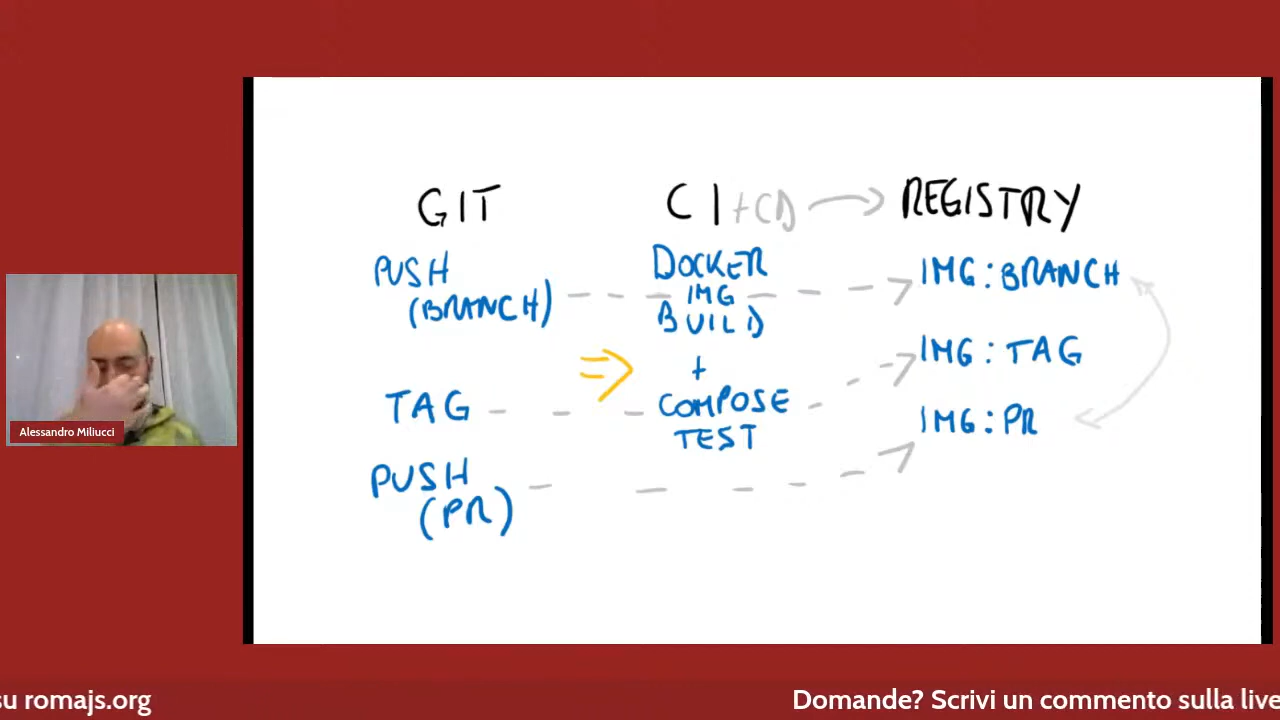 GIT
CI +CD
REGISTRY
PUSH
(BRANCH)
DOCKER
IMG
BUILD
IMG: BRANCH
+
IMG: TAG
TAG
COMPOSE
TEST
IMG: PR
PUSH
(PR)
Alessandro Miliucci
su romajs.org
Domande? Scrivi un commento sulla live